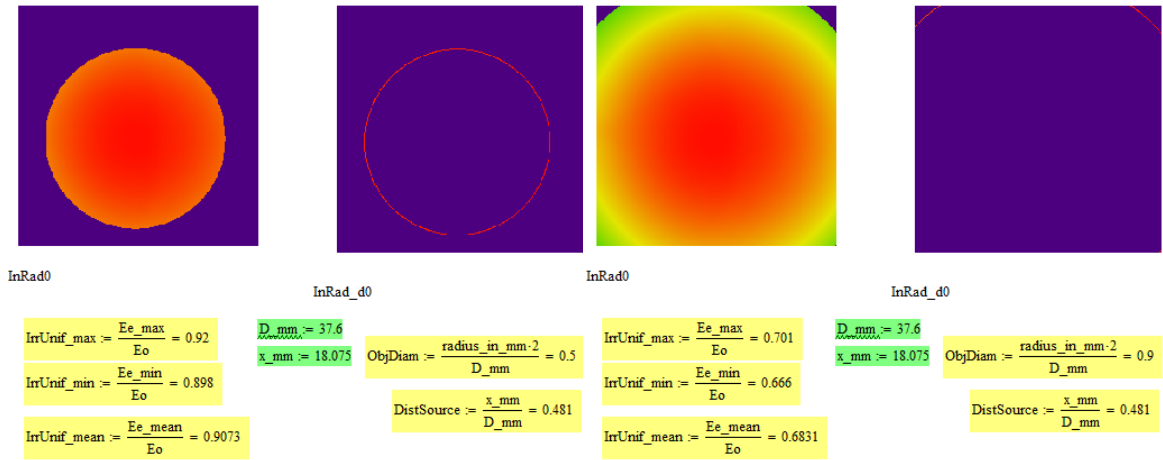 InRad0
InRad_d0
IrrUnif_max := Ee_max / Eo = 0.92
D_mm := 37.6
x_mm := 18.075
ObjDiam := radius_in_mm·2 / D_mm = 0.5
IrrUnif_min := Ee_min / Eo = 0.898
DistSource := x_mm / D_mm = 0.481
IrrUnif_mean := Ee_mean / Eo = 0.9073
InRad0
InRad_d0
IrrUnif_max := Ee_max / Eo = 0.701
D_mm := 37.6
x_mm := 18.075
ObjDiam := radius_in_mm·2 / D_mm = 0.9
IrrUnif_min := Ee_min / Eo = 0.666
DistSource := x_mm / D_mm = 0.481
IrrUnif_mean := Ee_mean / Eo = 0.6831